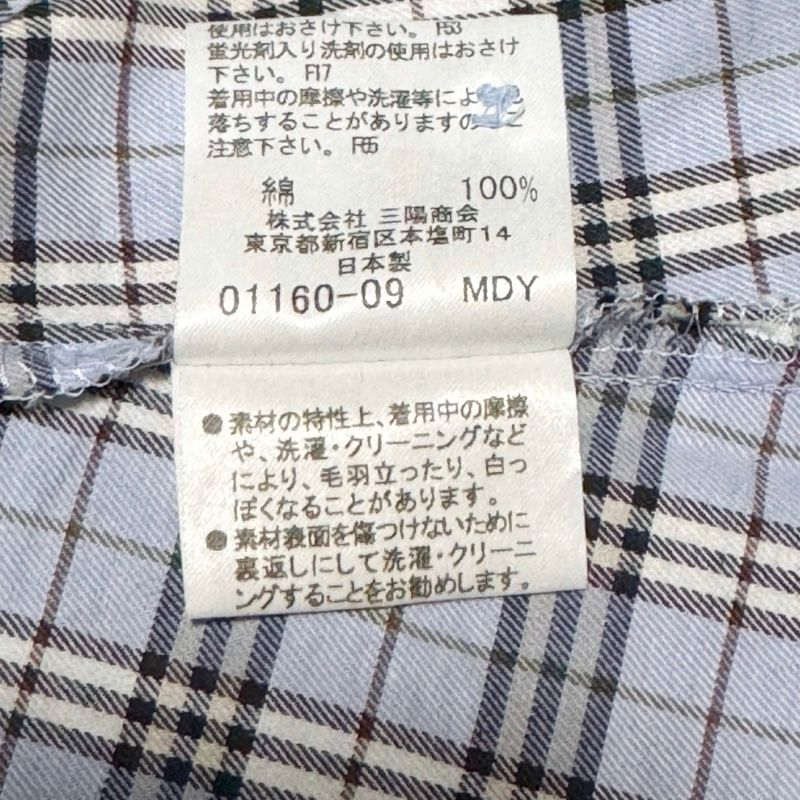 使用はおさけ下さい。 F53
蛍光剤入り洗剤の使用はおさけ
下さい。 F17
着用中の摩擦や洗濯等によ
落ちすることがありますの
注意下さい。 F65
綿 100%
株式会社 三陽商会
東京都新宿区本塩町14
日本製
01160-09 MDY
●素材の特性上、着用中の摩擦
や、洗濯・クリーニングなど
により、毛羽立ったり、白っ
ぽくなることがあります。
●素材表面を傷つけないために
裏返しにして洗濯・クリーニ
ングすることをお勧めします。